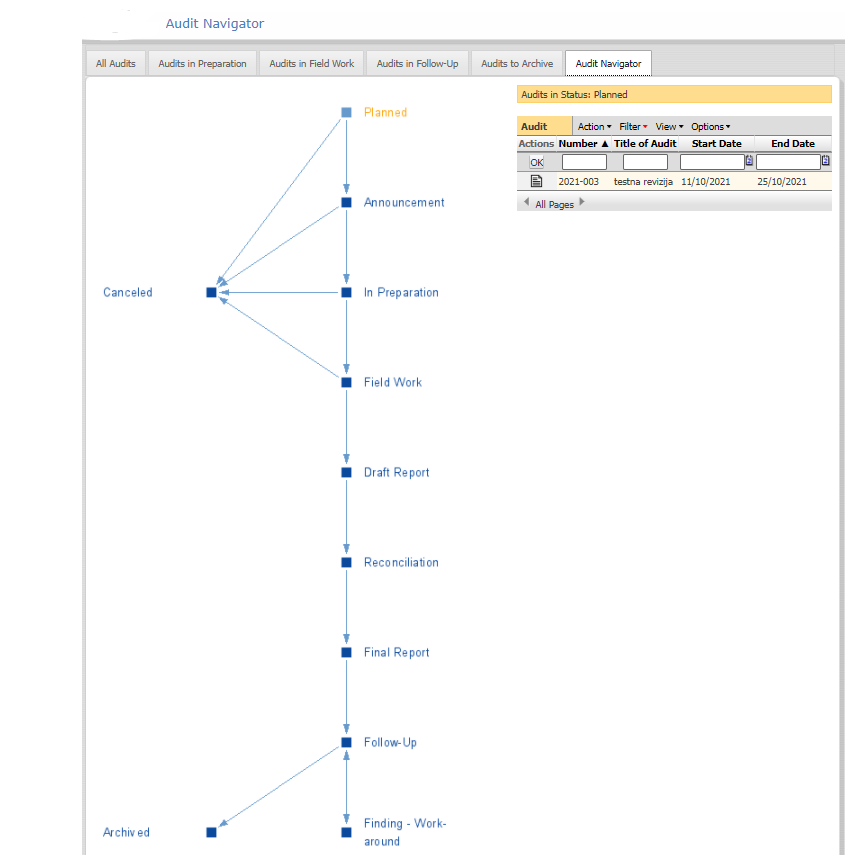 Audit Navigator
All Audits
Audits in Preparation
Audits in Field Work
Audits in Follow-Up
Audits to Archive
Audit Navigator
Planned
Announcement
Canceled
In Preparation
Field Work
Draft Report
Reconciliation
Final Report
Follow-Up
Archived
Finding - Work-
around
Audits in Status: Planned
Audit Action Filter View Options
Actions Number ▲ Title of Audit Start Date End Date
OK
2021-003 testna revizija 11/10/2021 25/10/2021
All Pages